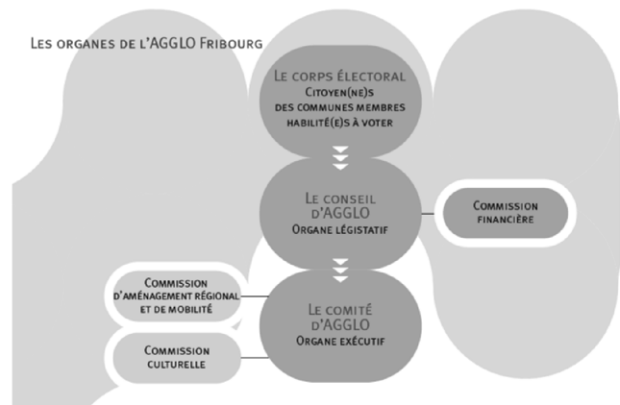 LES ORGANES DE L'AGGLO FRIBOURG
LE CORPS ÉLECTORAL
CITOYEN(NE)S
DES COMMUNES MEMBRES
HABILITÉ(E)S À VOTER
LE CONSEIL
D'AGGLO
ORGANE LÉGISTATIF
COMMISSION
FINANCIÈRE
COMMISSION
D'AMÉNAGEMENT RÉGIONAL
ET DE MOBILITÉ
LE COMITÉ
D'AGGLO
ORGANE EXÉCUTIF
COMMISSION
CULTURELLE